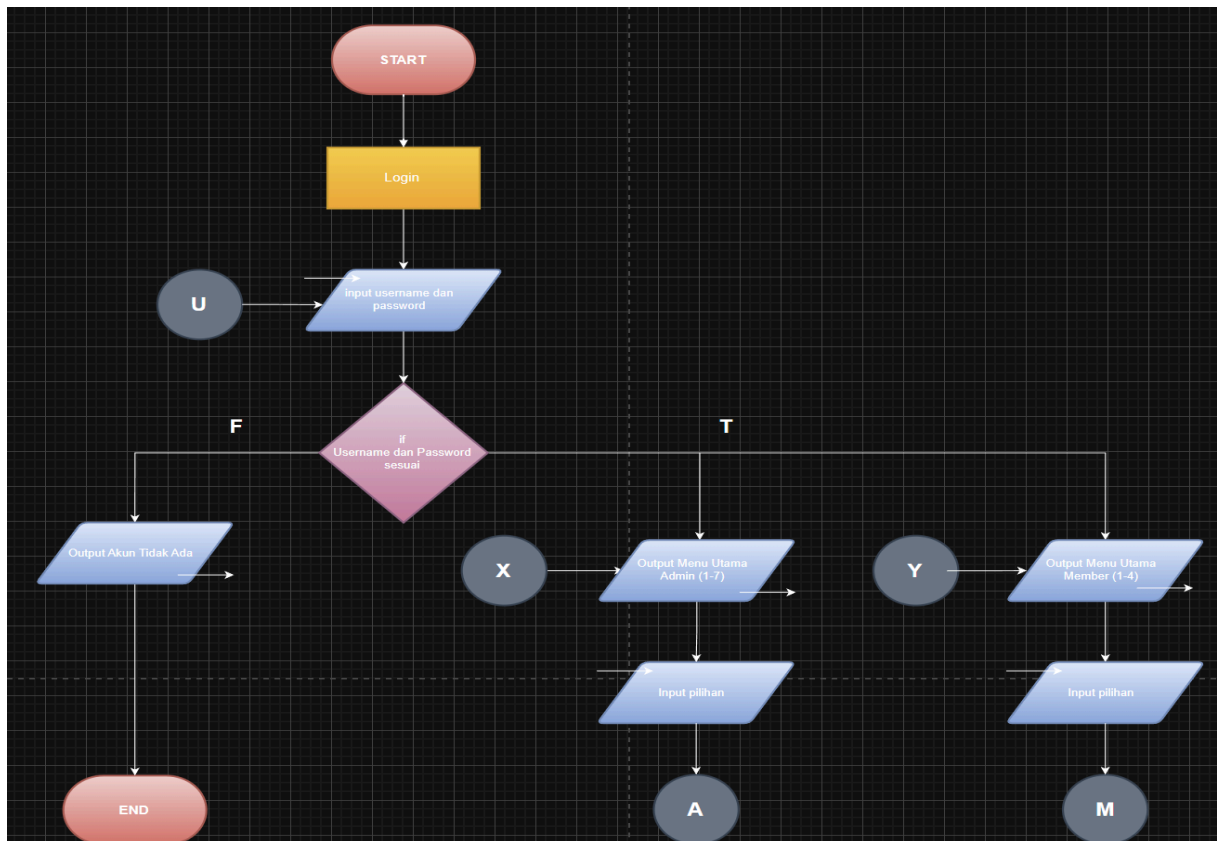 START
Login
U
input username dan
password
F
T
if
Username dan Password
sesuai
Output Akun Tidak Ada
X
Output Menu Utama
Admin (1-7)
Y
Output Menu Utama
Member (1-4)
Input pilihan
Input pilihan
END
A
M